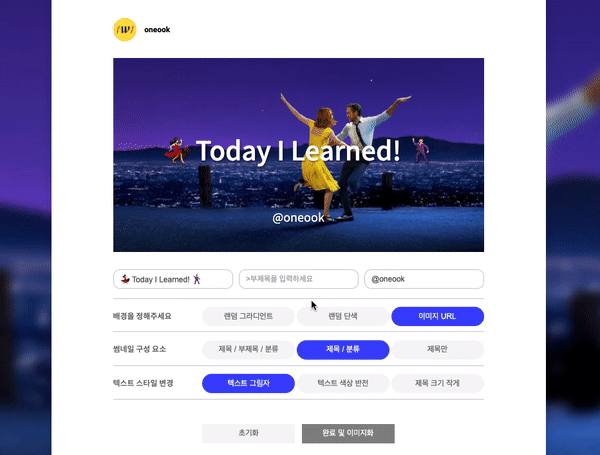 (W)
oneook
💃 Today I Learned! 🕺
@oneook
💃 Today I Learned! 🕺
>부제목을 입력하세요
@oneook
배경을 정해주세요
랜덤 그라디언트
랜덤 단색
이미지 URL
썸네일 구성 요소
제목 / 부제목 / 분류
제목 / 분류
제목만
텍스트 스타일 변경
텍스트 그림자
텍스트 색상 반전
제목 크기 작게
초기화
완료 및 이미지화